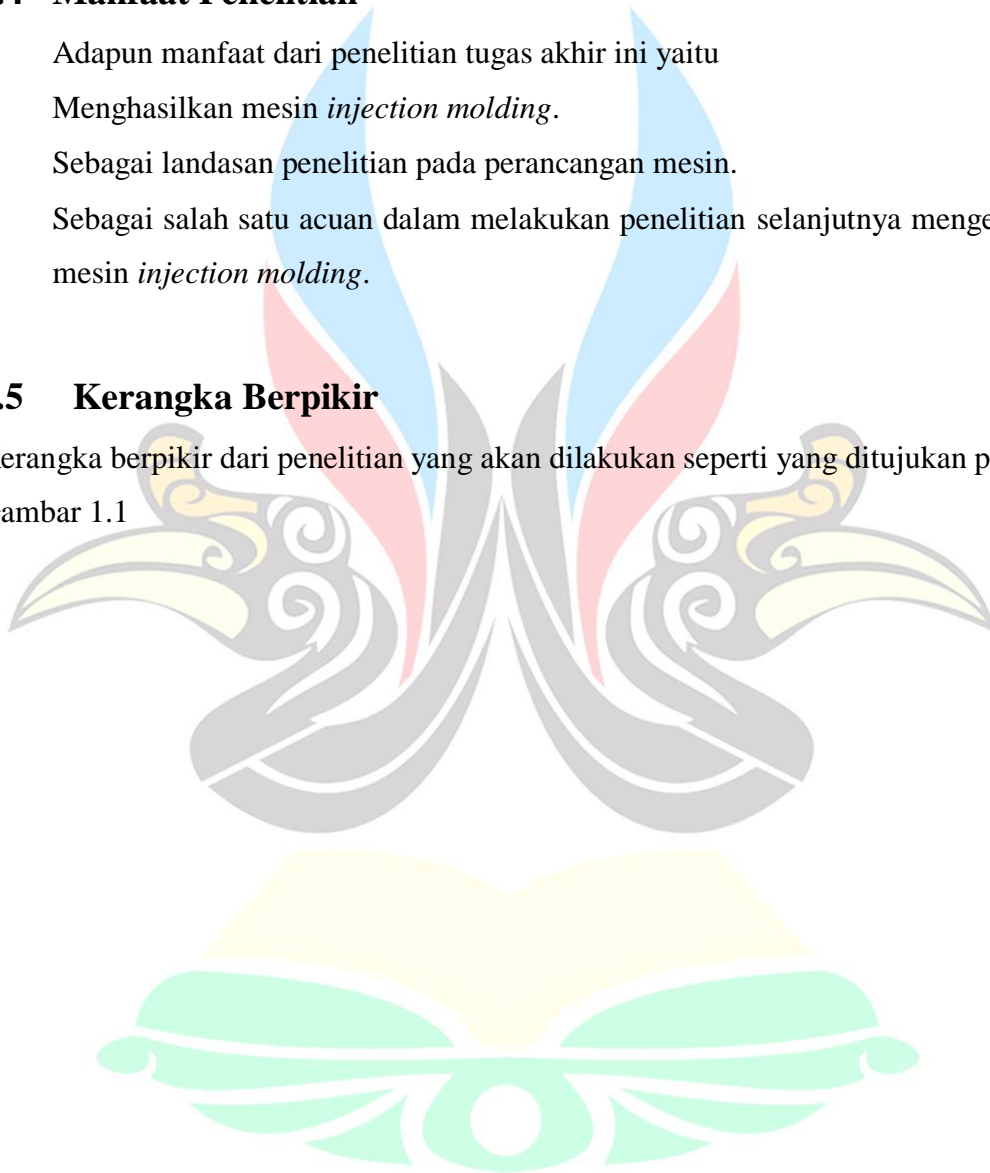 .4 Manfaat Penelitian
Adapun manfaat dari penelitian tugas akhir ini yaitu
Menghasilkan mesin injection molding.
Sebagai landasan penelitian pada perancangan mesin.
Sebagai salah satu acuan dalam melakukan penelitian selanjutnya menge
mesin injection molding.
.5 Kerangka Berpikir
erangka berpikir dari penelitian yang akan dilakukan seperti yang ditujukan p
ambar 1.1